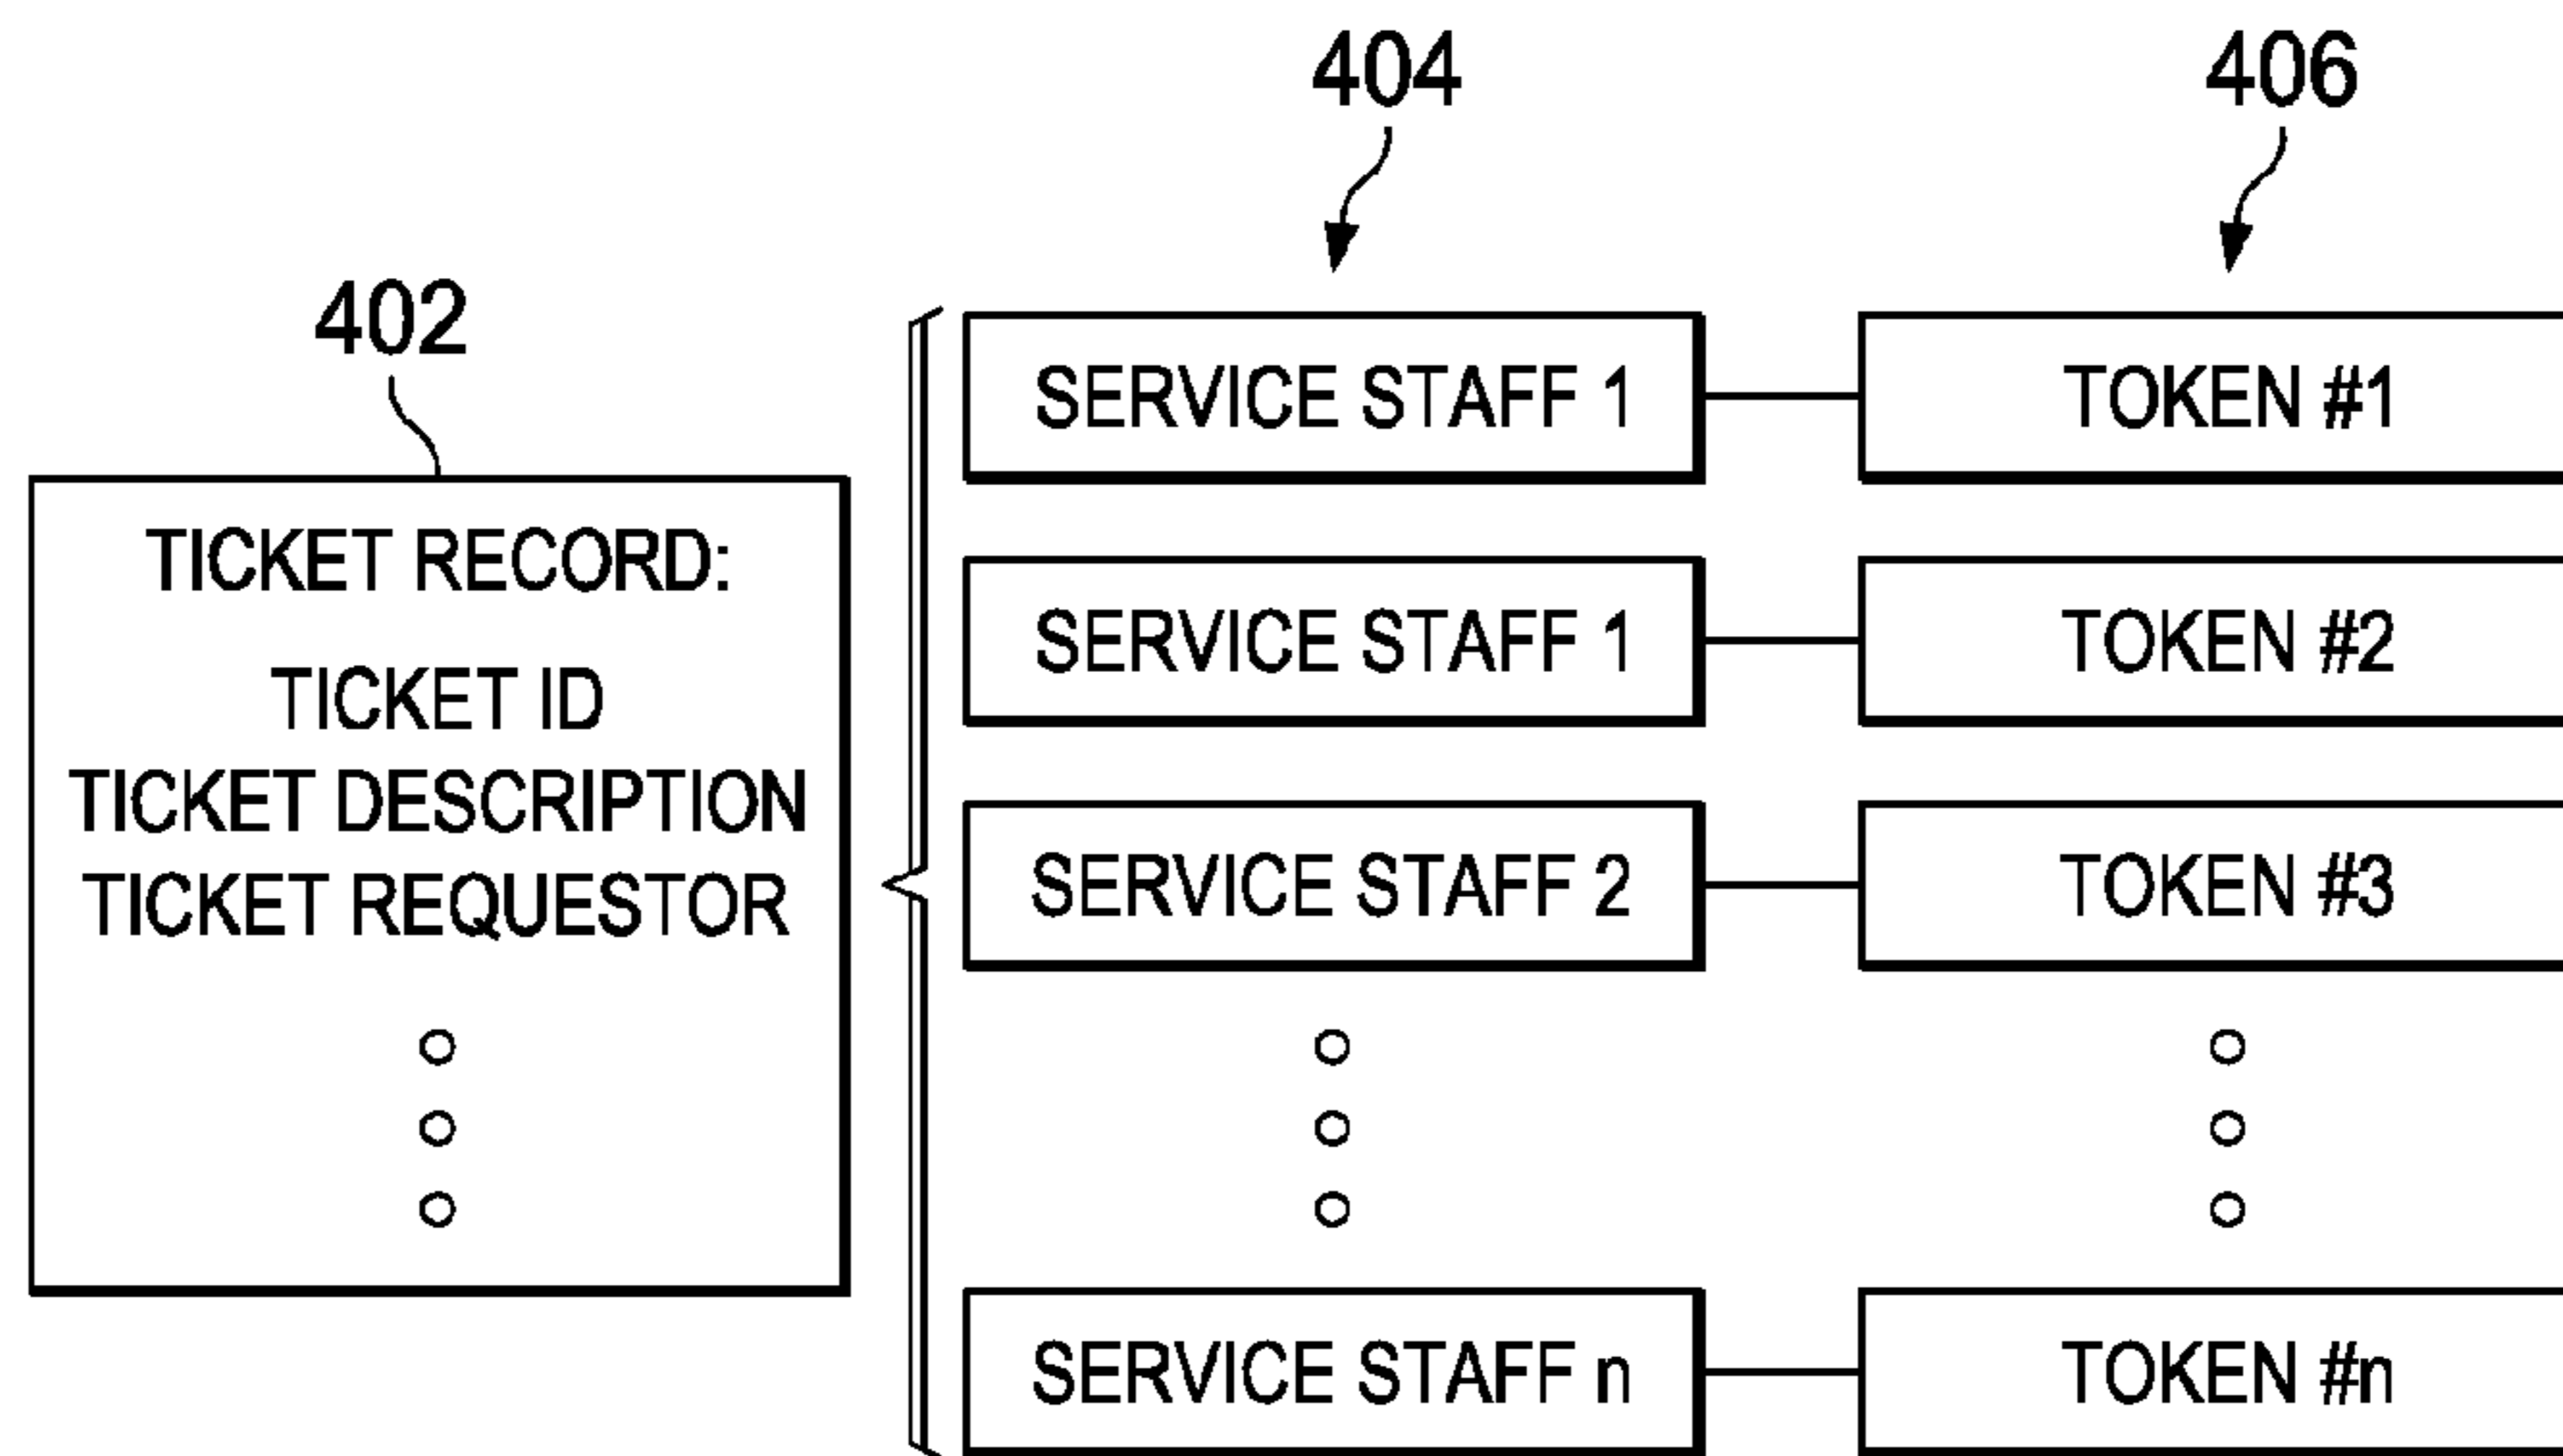 404
406
402
SERVICE STAFF 1
TOKEN #1
TICKET RECORD:
SERVICE STAFF 1
TOKEN #2
TICKET ID
TICKET DESCRIPTION
TICKET REQUESTOR
SERVICE STAFF 2
TOKEN #3
SERVICE STAFF n
TOKEN #n